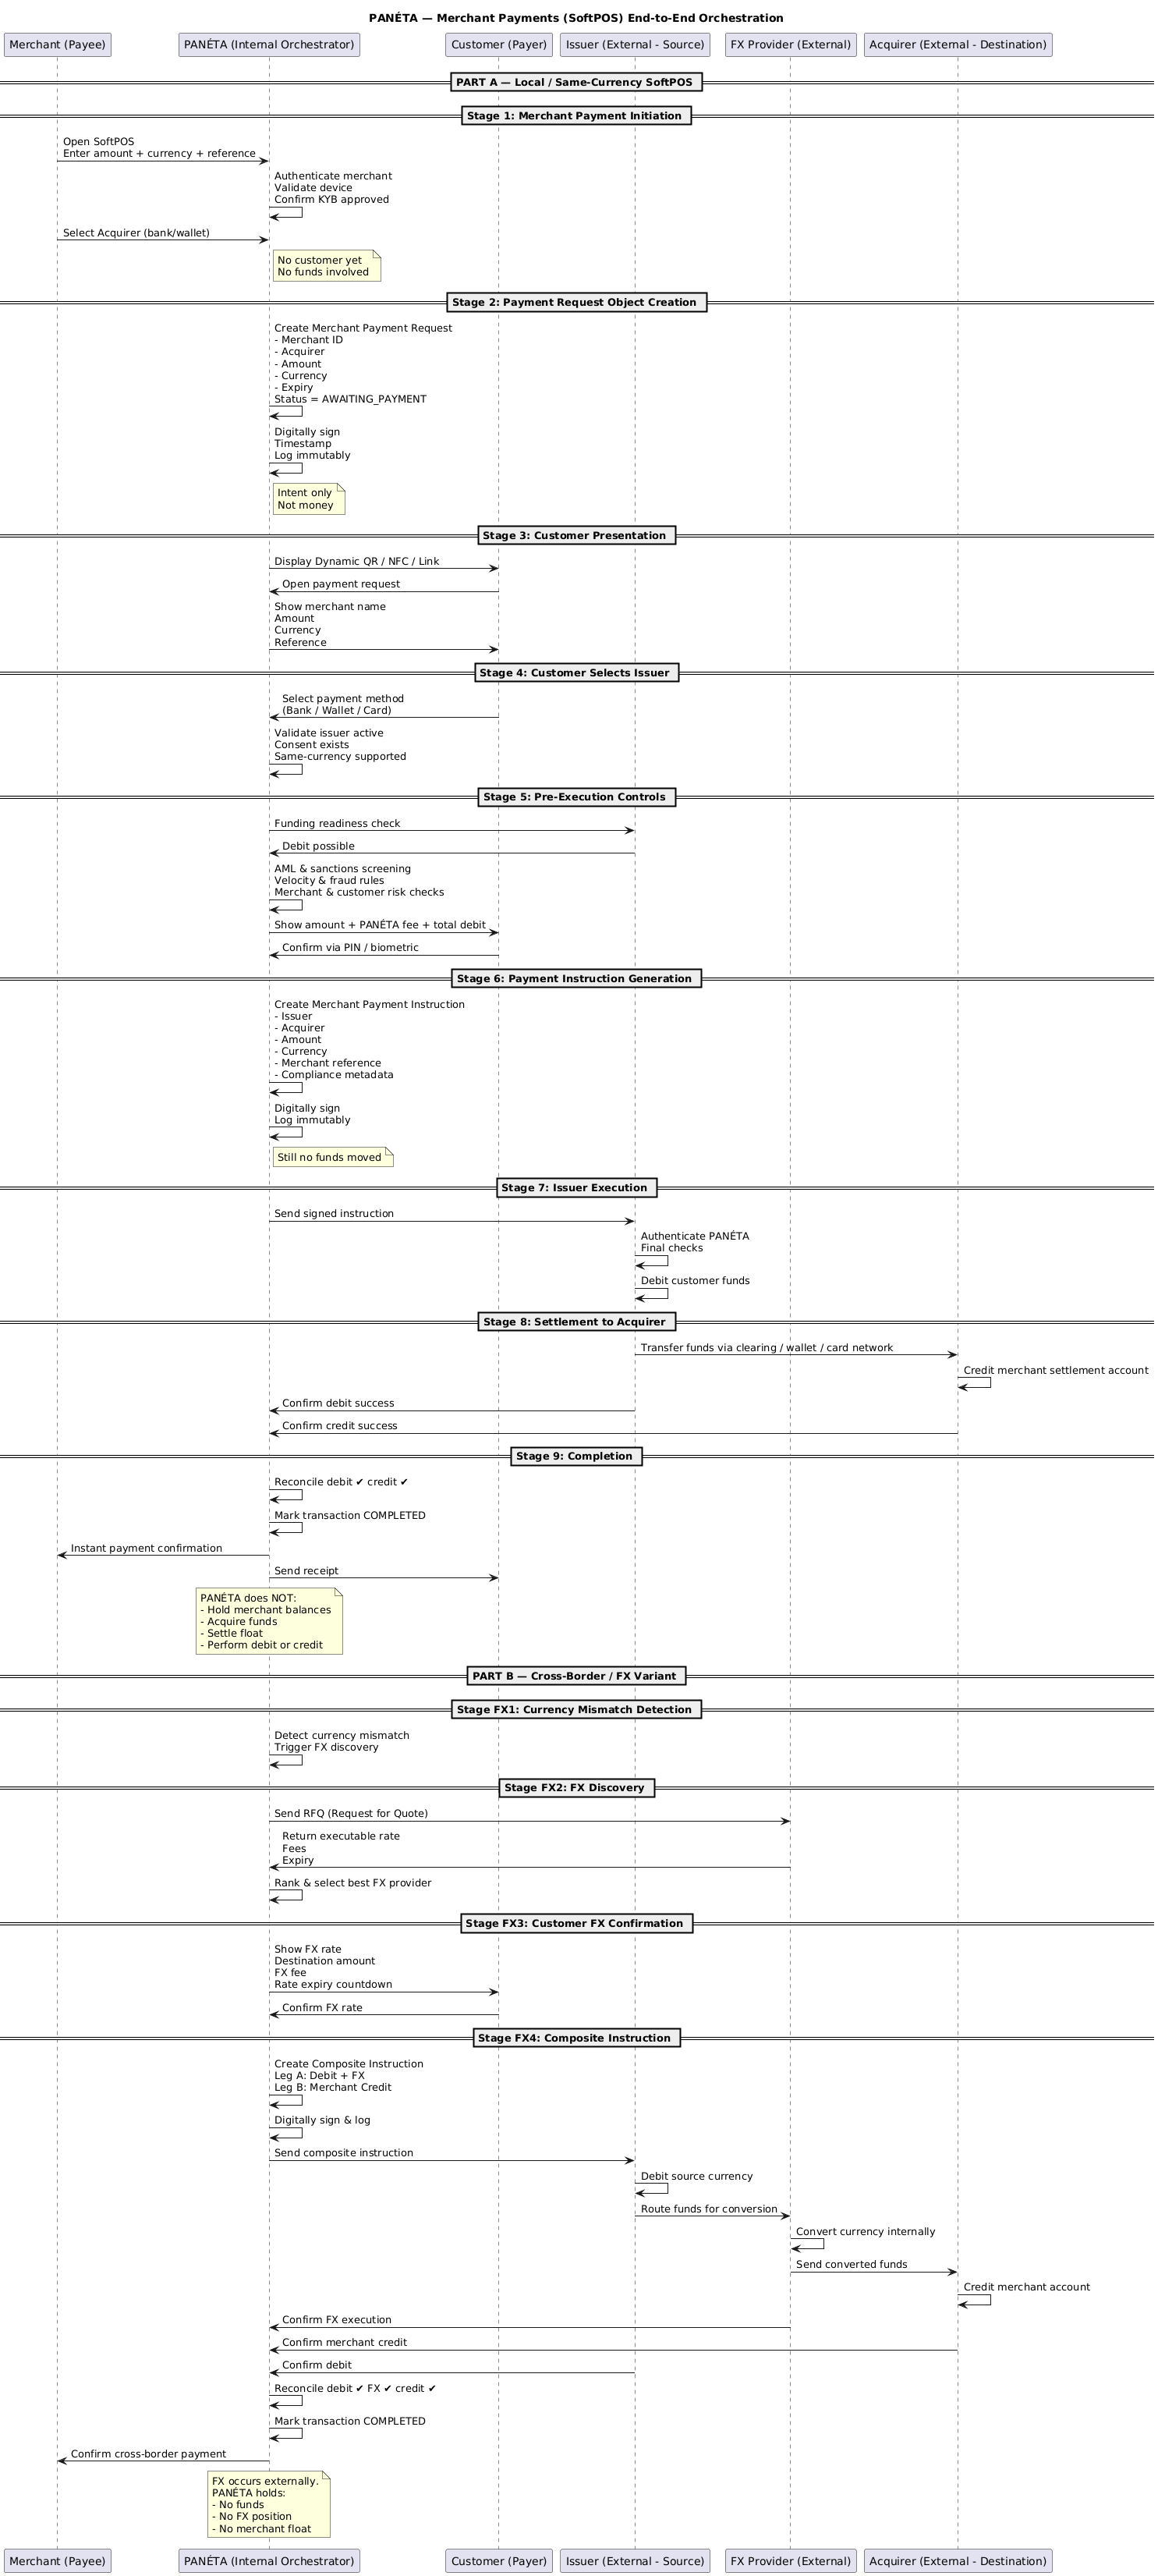 PANÉTA — Merchant Payments (SoftPOS) End-to-End Orchestration
Merchant (Payee)
PANÉTA (Internal Orchestrator)
Customer (Payer)
Issuer (External - Source)
FX Provider (External)
Acquirer (External - Destination)
PART A — Local / Same-Currency SoftPOS
Stage 1: Merchant Payment Initiation
Open SoftPOS
Enter amount + currency + reference
Authenticate merchant
Validate device
Confirm KYB approved
Select Acquirer (bank/wallet)
No customer yet
No funds involved
Stage 2: Payment Request Object Creation
Create Merchant Payment Request
- Merchant ID
- Acquirer
- Amount
- Currency
- Expiry
Status = AWAITING_PAYMENT
Digitally sign
Timestamp
Log immutably
Intent only
Not money
Stage 3: Customer Presentation
Display Dynamic QR / NFC / Link
Open payment request
Show merchant name
Amount
Currency
Reference
Stage 4: Customer Selects Issuer
Select payment method
(Bank / Wallet / Card)
Validate issuer active
Consent exists
Same-currency supported
Stage 5: Pre-Execution Controls
Funding readiness check
Debit possible
AML & sanctions screening
Velocity & fraud rules
Merchant & customer risk checks
Show amount + PANÉTA fee + total debit
Confirm via PIN / biometric
Stage 6: Payment Instruction Generation
Create Merchant Payment Instruction
- Issuer
- Acquirer
- Amount
- Currency
- Merchant reference
- Compliance metadata
Digitally sign
Log immutably
Still no funds moved
Stage 7: Issuer Execution
Send signed instruction
Authenticate PANÉTA
Final checks
Debit customer funds
Stage 8: Settlement to Acquirer
Transfer funds via clearing / wallet / card network
Credit merchant settlement account
Confirm debit success
Confirm credit success
Stage 9: Completion
Reconcile debit ✔ credit ✔
Mark transaction COMPLETED
Instant payment confirmation
Send receipt
PANÉTA does NOT:
- Hold merchant balances
- Acquire funds
- Settle float
- Perform debit or credit
PART B — Cross-Border / FX Variant
Stage FX1: Currency Mismatch Detection
Detect currency mismatch
Trigger FX discovery
Stage FX2: FX Discovery
Send RFQ (Request for Quote)
Return executable rate
Fees
Expiry
Rank & select best FX provider
Stage FX3: Customer FX Confirmation
Show FX rate
Destination amount
FX fee
Rate expiry countdown
Confirm FX rate
Stage FX4: Composite Instruction
Create Composite Instruction
Leg A: Debit + FX
Leg B: Merchant Credit
Digitally sign & log
Send composite instruction
Debit source currency
Route funds for conversion
Convert currency internally
Send converted funds
Credit merchant account
Confirm FX execution
Confirm merchant credit
Confirm debit
Reconcile debit ✔ FX ✔ credit ✔
Mark transaction COMPLETED
Confirm cross-border payment
FX occurs externally.
PANÉTA holds:
- No funds
- No FX position
- No merchant float
Merchant (Payee)
PANÉTA (Internal Orchestrator)
Customer (Payer)
Issuer (External - Source)
FX Provider (External)
Acquirer (External - Destination)